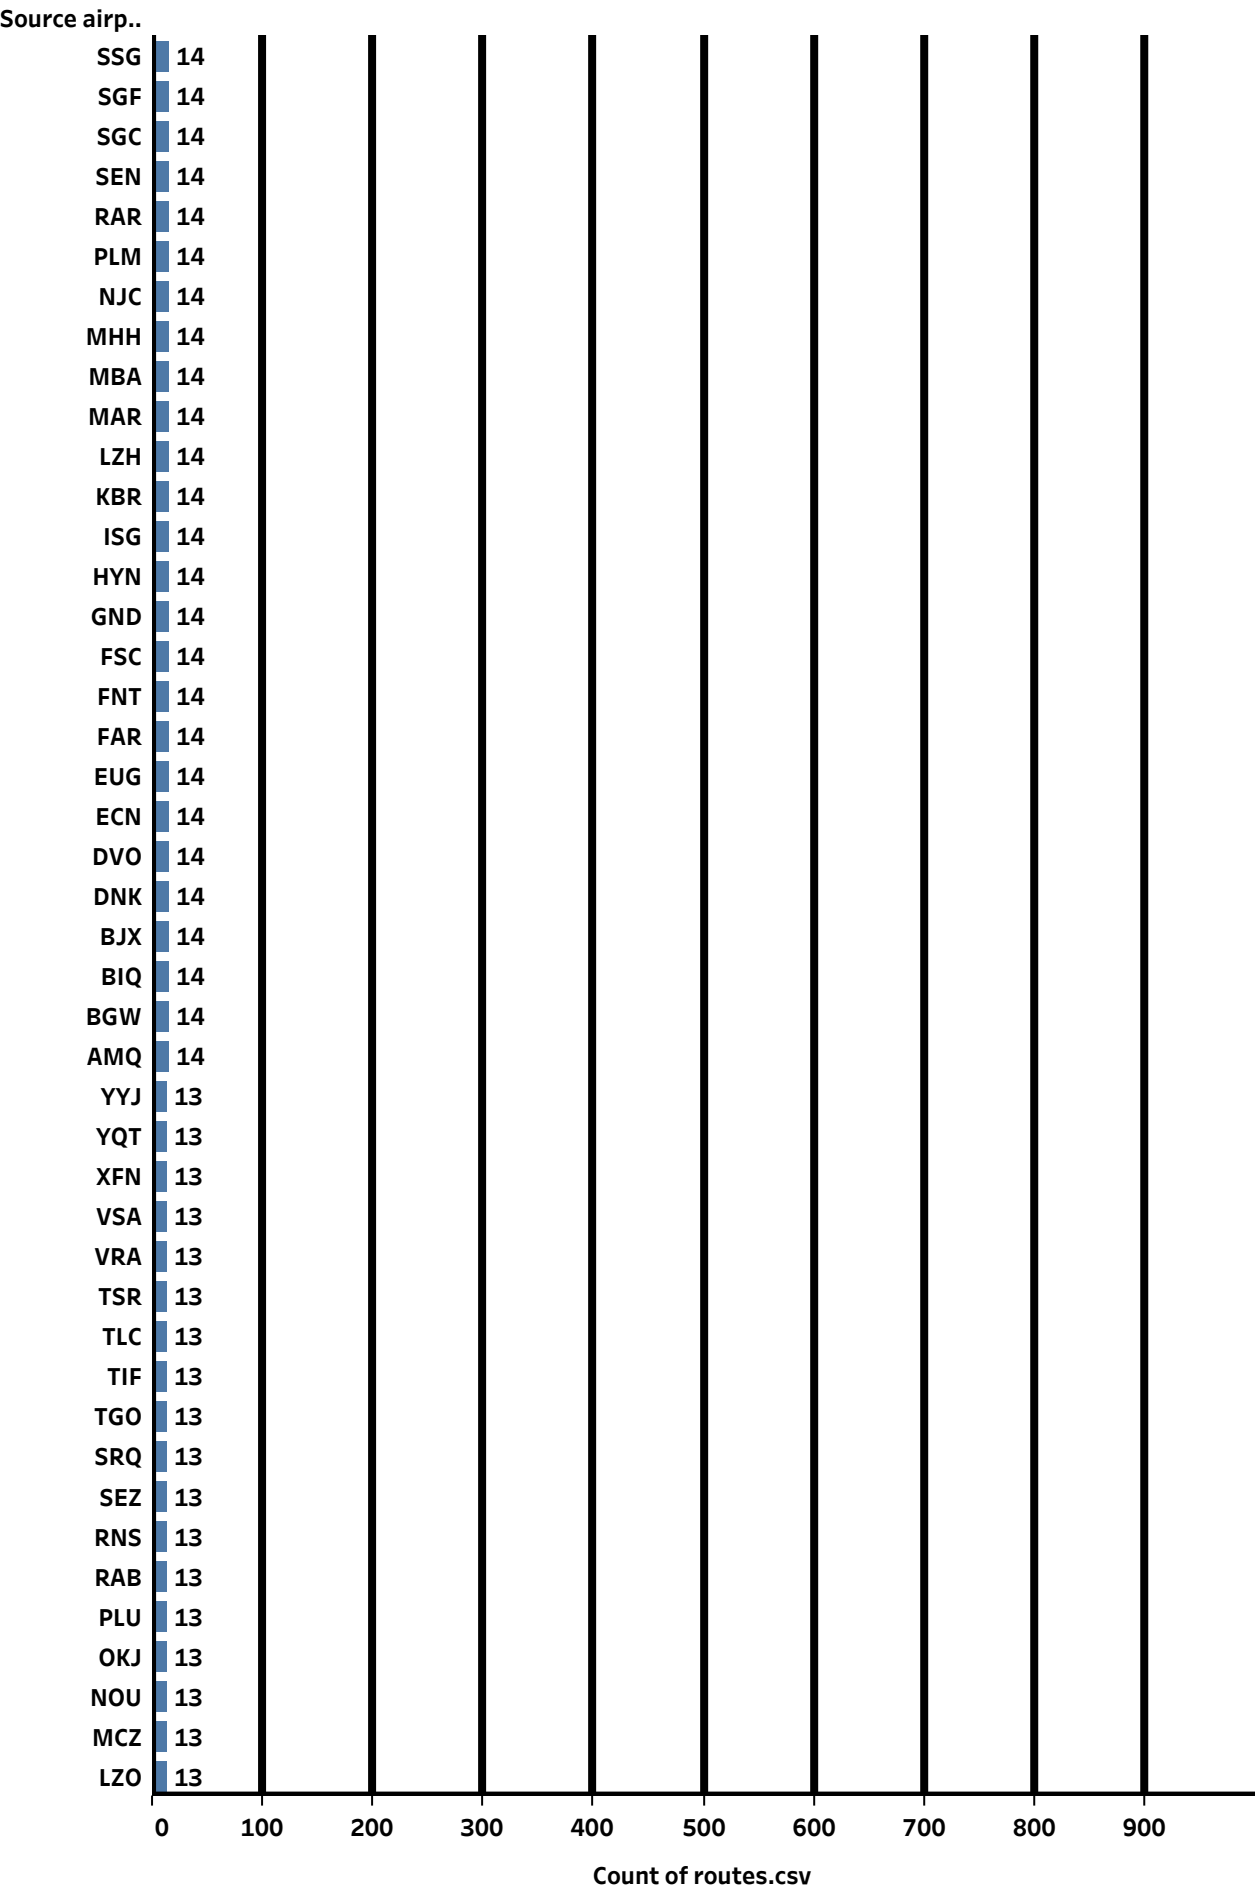 Source airp..
SSG 14
SGF 14
SGC 14
SEN 14
RAR 14
PLM 14
NJC 14
MHH 14
MBA 14
MAR 14
LZH 14
KBR 14
ISG 14
HYN 14
GND 14
FSC 14
FNT 14
FAR 14
EUG 14
ECN 14
DVO 14
DNK 14
BJX 14
BIQ 14
BGW 14
AMQ 14
YYJ 13
YQT 13
XFN 13
VSA 13
VRA 13
TSR 13
TLC 13
TIF 13
TGO 13
SRQ 13
SEZ 13
RNS 13
RAB 13
PLU 13
OKJ 13
NOU 13
MCZ 13
LZO 13
0 100 200 300 400 500 600 700 800 900
Count of routes.csv